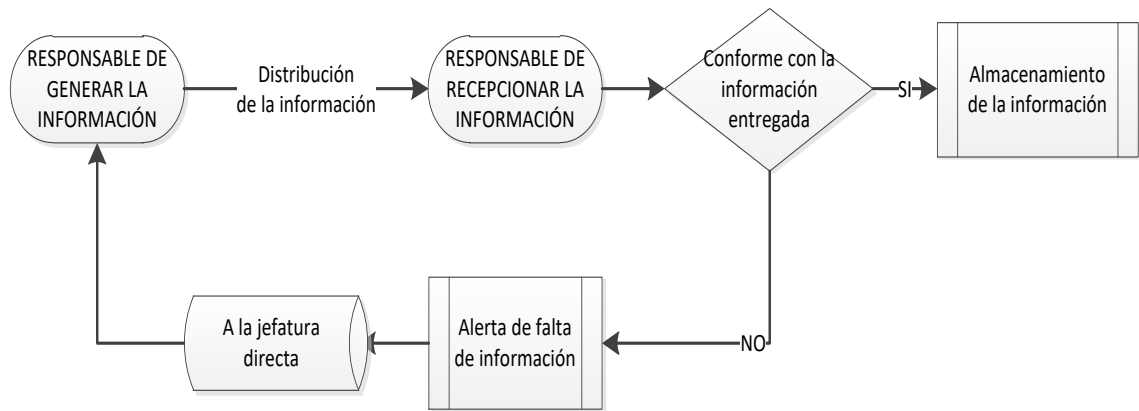 RESPONSABLE DE
GENERAR LA
INFORMACIÓN
Distribución
de la información
RESPONSABLE DE
RECEPCIONAR LA
INFORMACIÓN
Conforme con la
información
entregada
SI
Almacenamiento
de la información
NO
Alerta de falta
de información
A la jefatura
directa